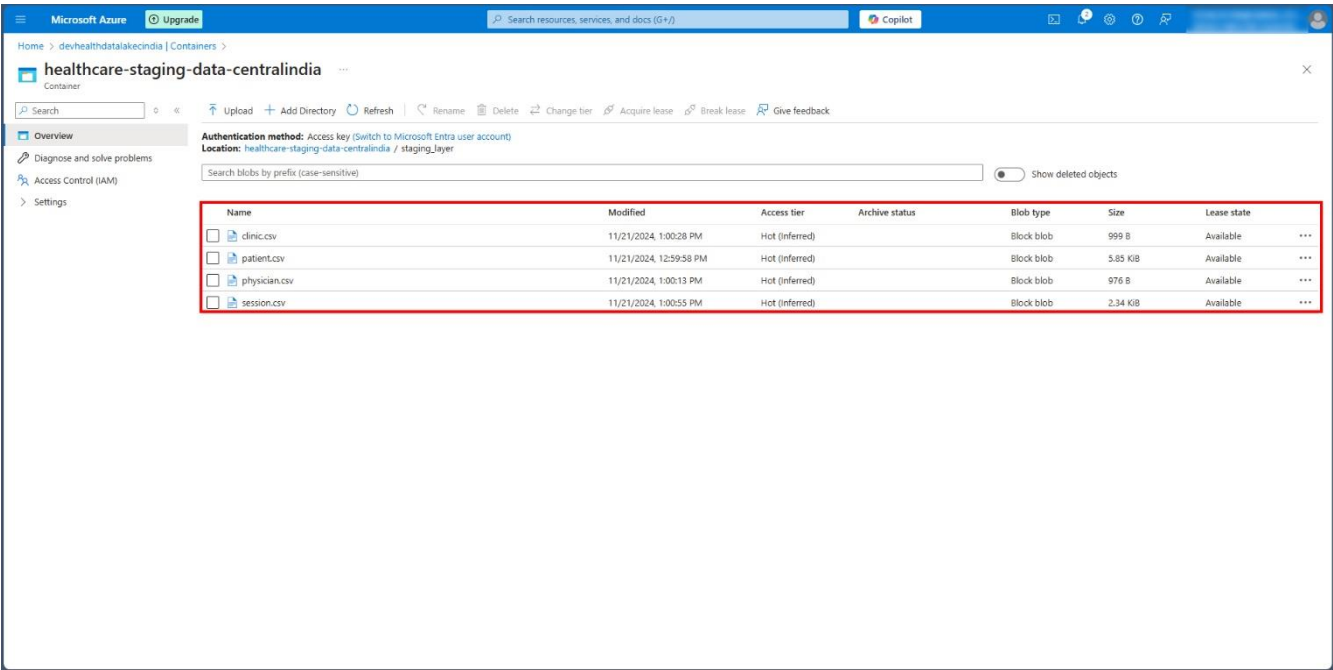 Microsoft Azure
Upgrade
Search resources, services, and docs (G+/)
Copilot
2
Home > devhealthdatalakecindia | Containers >
healthcare-staging-data-centralindia ...
Container
Search
Upload Add Directory Refresh Rename Delete Change tier Acquire lease Break lease Give feedback
Overview
Diagnose and solve problems
Access Control (IAM)
Settings
Authentication method: Access key (Switch to Microsoft Entra user account)
Location: healthcare-staging-data-centralindia / staging_layer
Search blobs by prefix (case-sensitive)
Show deleted objects
Name Modified Access tier Archive status Blob type Size Lease state
clinic.csv 11/21/2024, 1:00:28 PM Hot (Inferred) Block blob 999 B Available ...
patient.csv 11/21/2024, 12:59:58 PM Hot (Inferred) Block blob 5.85 KiB Available ...
physician.csv 11/21/2024, 1:00:13 PM Hot (Inferred) Block blob 976 B Available ...
session.csv 11/21/2024, 1:00:55 PM Hot (Inferred) Block blob 2.34 KiB Available ...